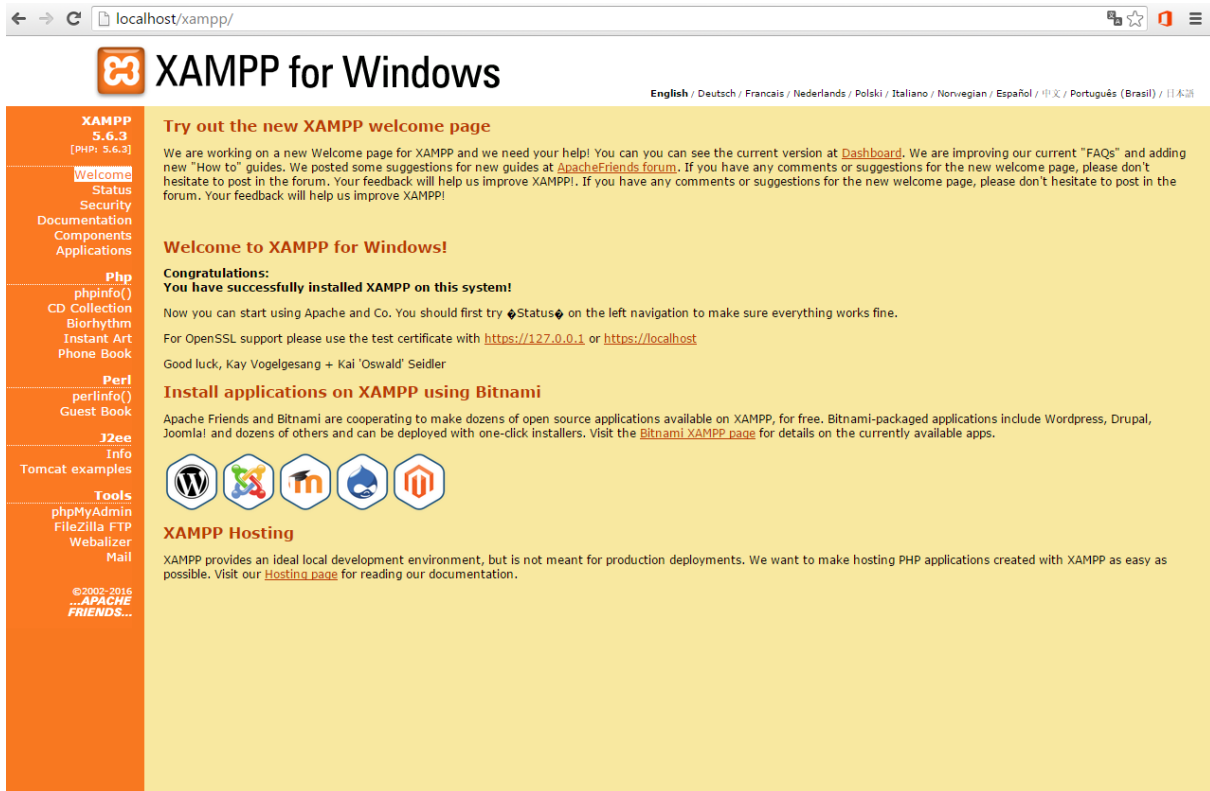 localhost/xampp/
XAMPP for Windows
English / Deutsch / Francais / Nederlands / Polski / Italiano / Norwegian / Español / 中文 / Português (Brasil) / 日本語
XAMPP
5.6.3
[PHP: 5.6.3]
Welcome
Status
Security
Documentation
Components
Applications
Php
phpinfo()
CD Collection
Biorhythm
Instant Art
Phone Book
Perl
perlinfo()
Guest Book
J2ee
Info
Tomcat examples
Tools
phpMyAdmin
FileZilla FTP
Webalizer
Mail
©2002-2016
...APACHE
FRIENDS...
Try out the new XAMPP welcome page
We are working on a new Welcome page for XAMPP and we need your help! You can you can see the current version at Dashboard. We are improving our current "FAQs" and adding
new "How to" guides. We posted some suggestions for new guides at ApacheFriends forum. If you have any comments or suggestions for the new welcome page, please don't
hesitate to post in the forum. Your feedback will help us improve XAMPP!. If you have any comments or suggestions for the new welcome page, please don't hesitate to post in the
forum. Your feedback will help us improve XAMPP!
Welcome to XAMPP for Windows!
Congratulations:
You have successfully installed XAMPP on this system!
Now you can start using Apache and Co. You should first try �Status� on the left navigation to make sure everything works fine.
For OpenSSL support please use the test certificate with https://127.0.0.1 or https://localhost
Good luck, Kay Vogelgesang + Kai 'Oswald' Seidler
Install applications on XAMPP using Bitnami
Apache Friends and Bitnami are cooperating to make dozens of open source applications available on XAMPP, for free. Bitnami-packaged applications include Wordpress, Drupal,
Joomla! and dozens of others and can be deployed with one-click installers. Visit the Bitnami XAMPP page for details on the currently available apps.
XAMPP Hosting
XAMPP provides an ideal local development environment, but is not meant for production deployments. We want to make hosting PHP applications created with XAMPP as easy as
possible. Visit our Hosting page for reading our documentation.